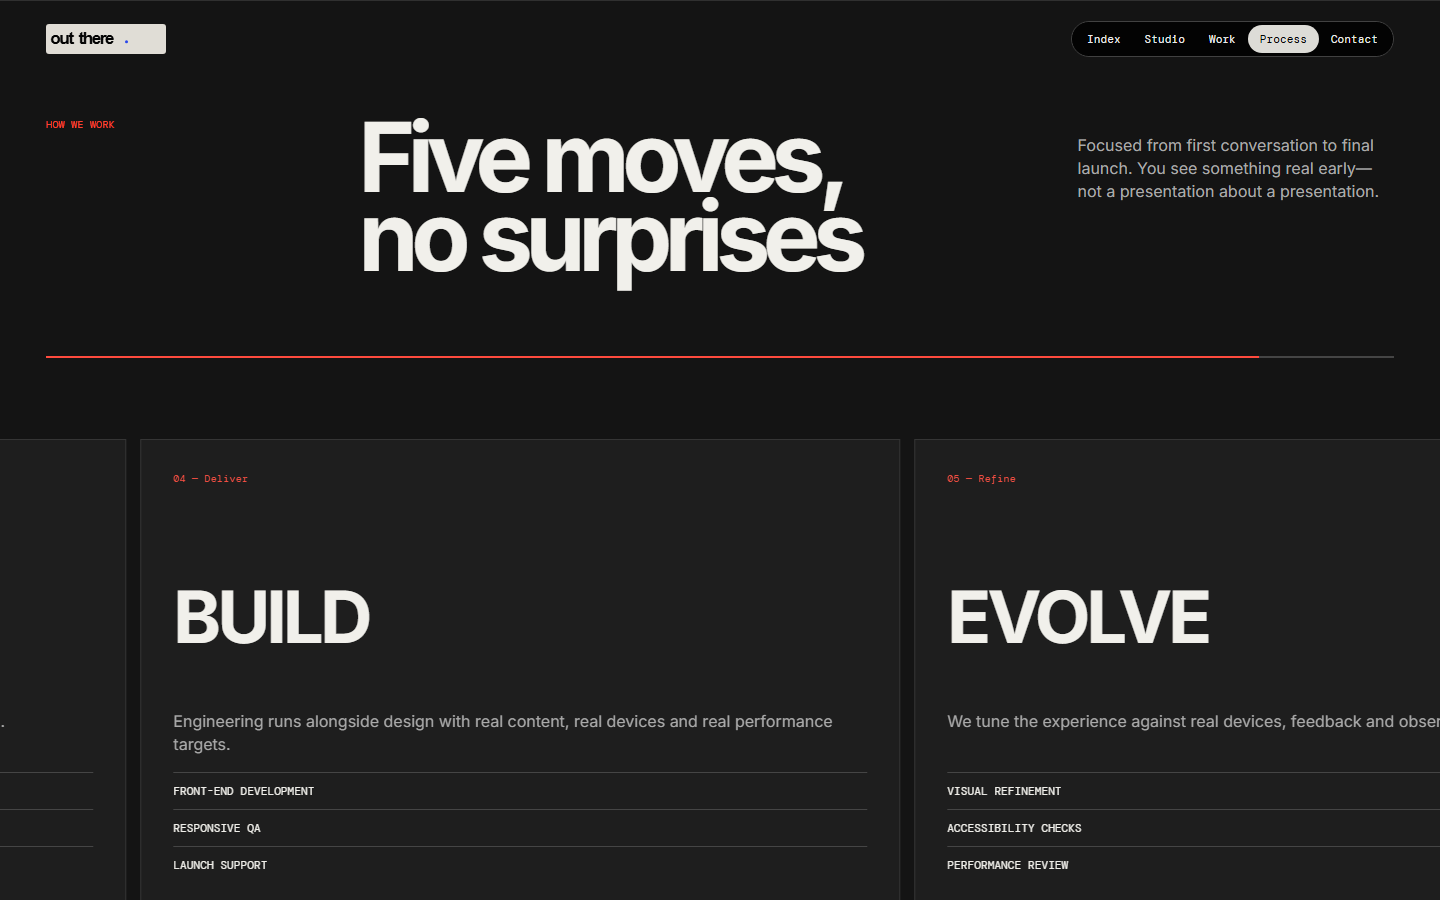 out there .
Index Studio Work Process Contact
HOW WE WORK
Five moves,
no surprises
Focused from first conversation to final
launch. You see something real early—
not a presentation about a presentation.
.
04 — Deliver
BUILD
Engineering runs alongside design with real content, real devices and real performance
targets.
FRONT-END DEVELOPMENT
RESPONSIVE QA
LAUNCH SUPPORT
05 — Refine
EVOLVE
We tune the experience against real devices, feedback and obser
VISUAL REFINEMENT
ACCESSIBILITY CHECKS
PERFORMANCE REVIEW